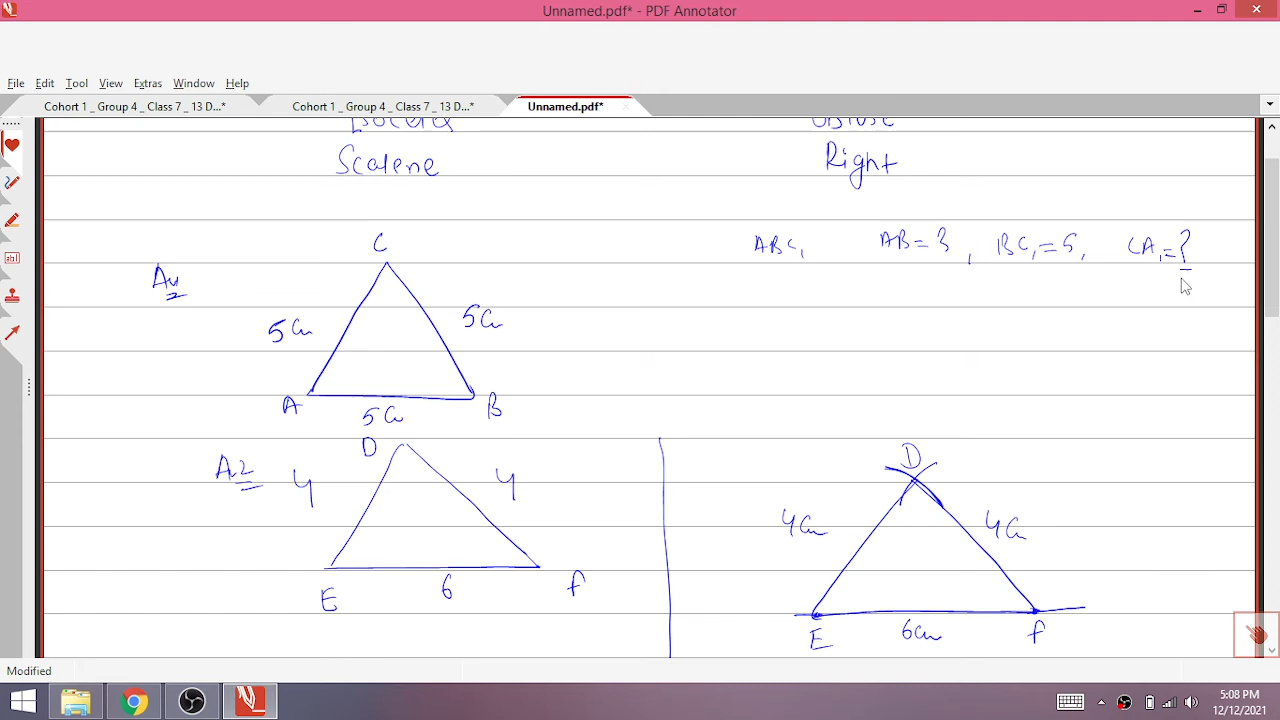 Unnamed.pdf* - PDF Annotator
File Edit Tool View Extras Window Help
Cohort 1 _ Group 4 _ Class 7 _ 13 D...* Cohort 1 _ Group 4 _ Class 7 _ 13 D...* Unnamed.pdf*
Scalene Right
C
ABC, AB = 3, BC, = 5, CA, = ?
5 Cm 5 Cm
A B
5 Cm
D
4 4
E 6 F
D
4 Cm 4 Cm
E 6 cm F
Modified
5:08 PM
12/12/2021